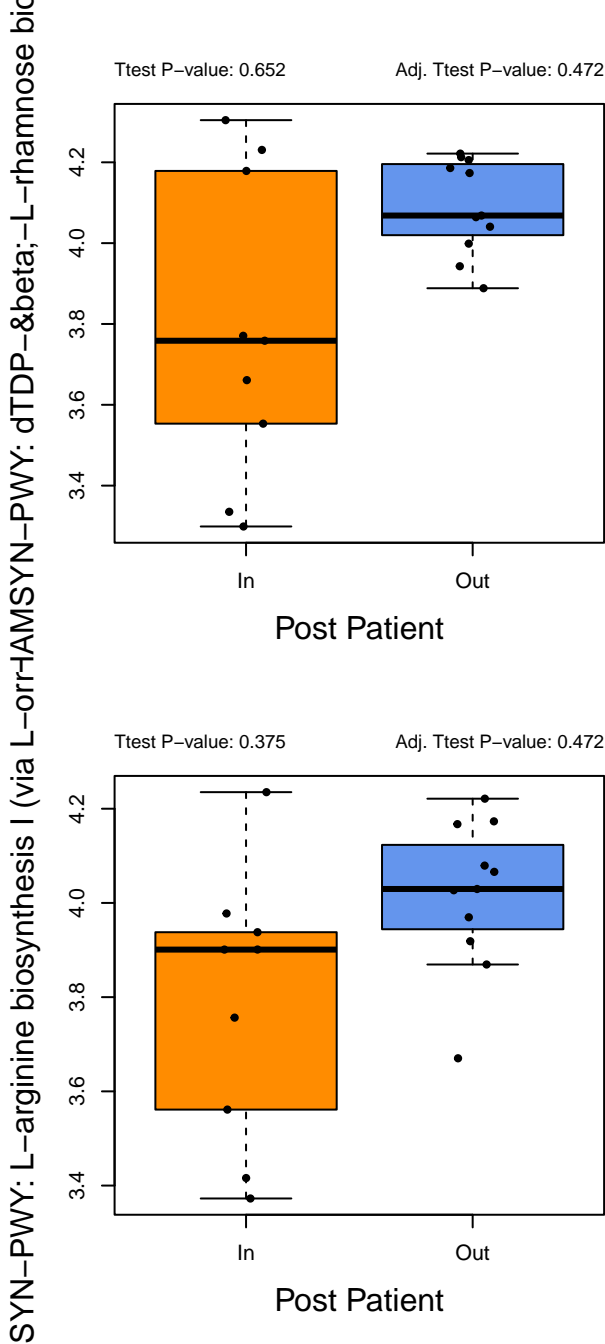 Ttest P−value: 0.652
Adj. Ttest P−value: 0.472
4.2
4.0
3.8
3.6
3.4
In
Out
Post Patient
AMSYN−PWY: dTDP−&beta;−L−rhamnose bio
Ttest P−value: 0.375
Adj. Ttest P−value: 0.472
4.2
4.0
3.8
3.6
3.4
In
Out
Post Patient
SYN−PWY: L−arginine biosynthesis I (via L−or